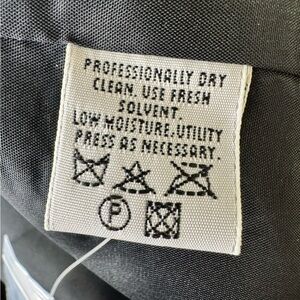 PROFESSIONALLY DRY
CLEAN. USE FRESH
SOLVENT.
LOW MOISTURE. UTILITY
PRESS AS NECESSARY.
P